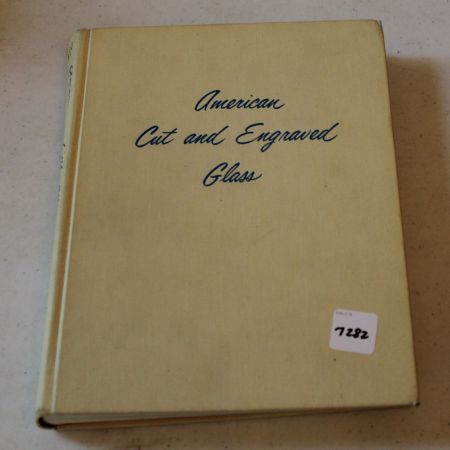 American
Cut and Engraved
Glass
7282